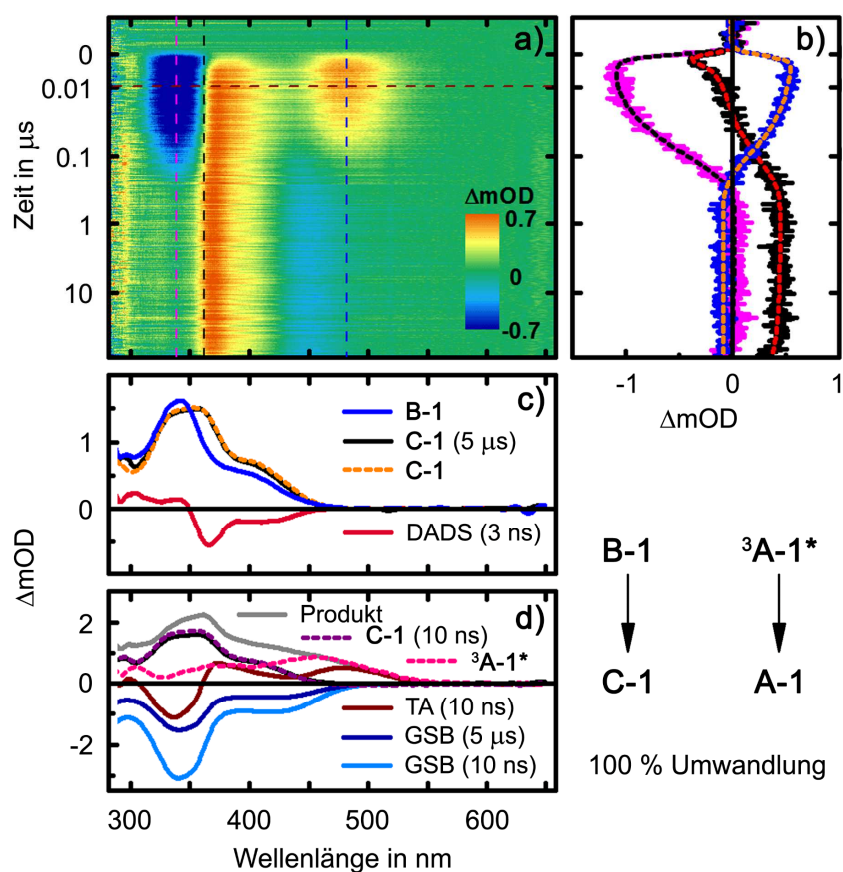 a)
b)
0
0.01
0.1
1
10
Zeit in µs
ΔmOD
0.7
0
-0.7
-1
0
1
ΔmOD
c)
B-1
C-1 (5 µs)
C-1
DADS (3 ns)
1
0
ΔmOD
d)
Produkt
C-1 (10 ns)
³A-1*
TA (10 ns)
GSB (5 µs)
GSB (10 ns)
2
0
-2
300
400
500
600
Wellenlänge in nm
B-1
³A-1*
C-1
A-1
100 % Umwandlung